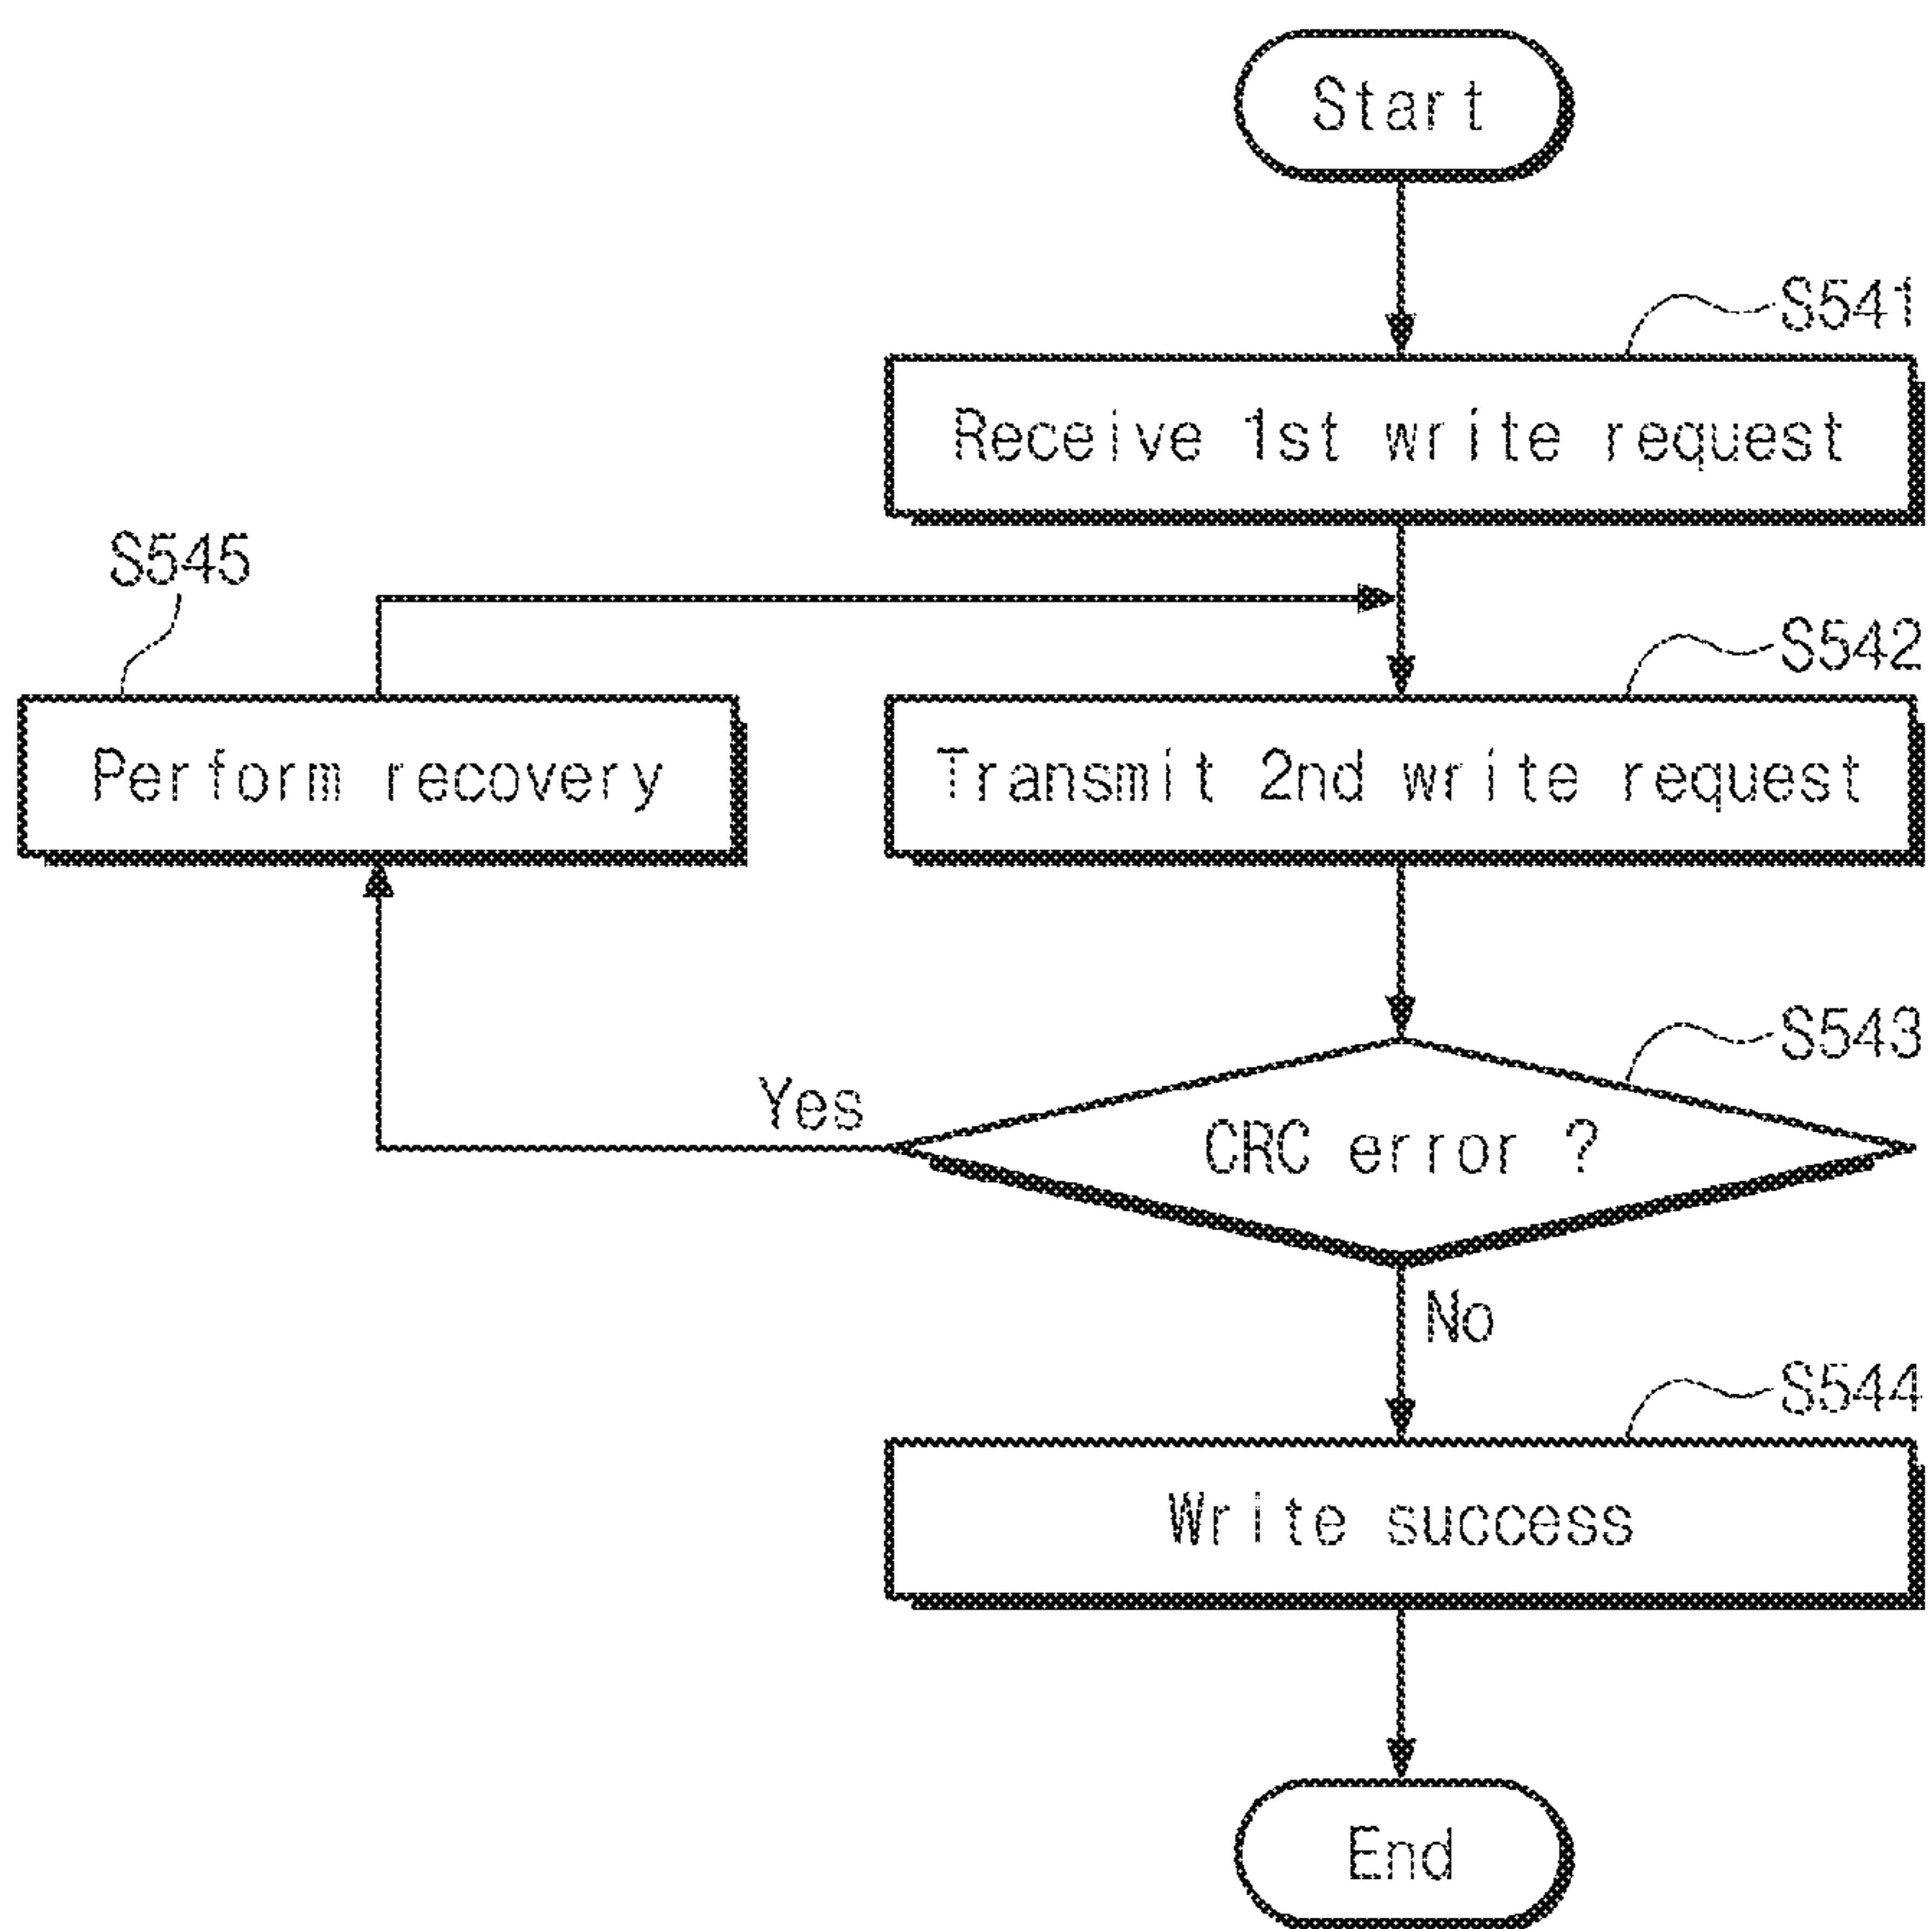 Start
S541
Receive 1st write request
S545
S542
Perform recovery
Transmit 2nd write request
S543
Yes
CRC error ?
No
S544
Write success
End